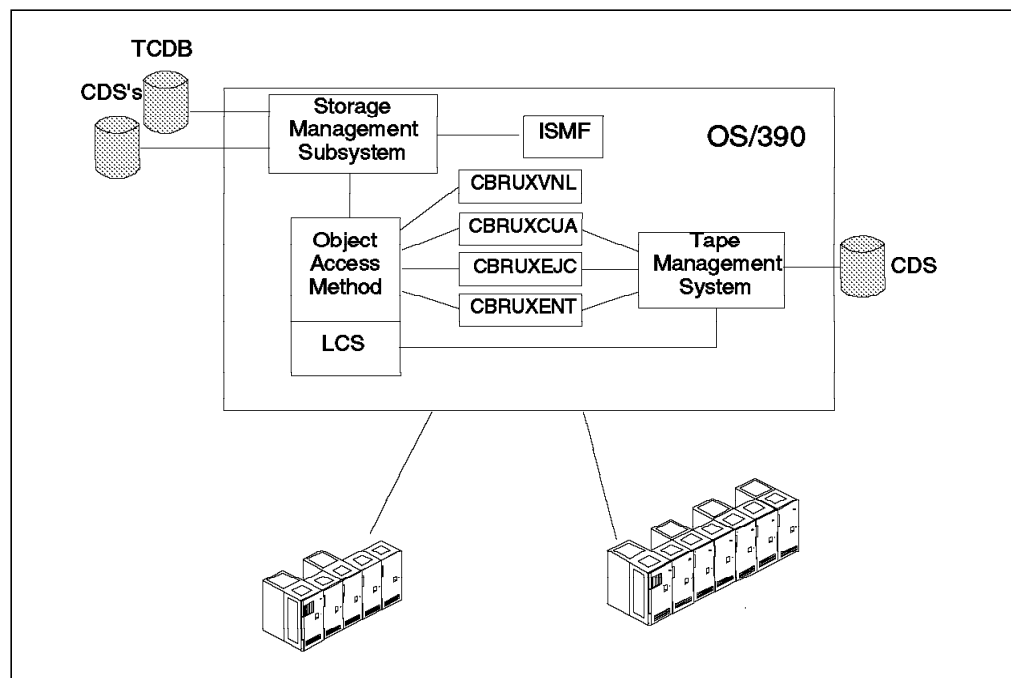 TCDB
CDS's
Storage
Management
Subsystem
ISMF
OS/390
CBRUXVNL
CBRUXCUA
CBRUXEJC
CBRUXENT
Object
Access
Method
LCS
Tape
Management
System
CDS